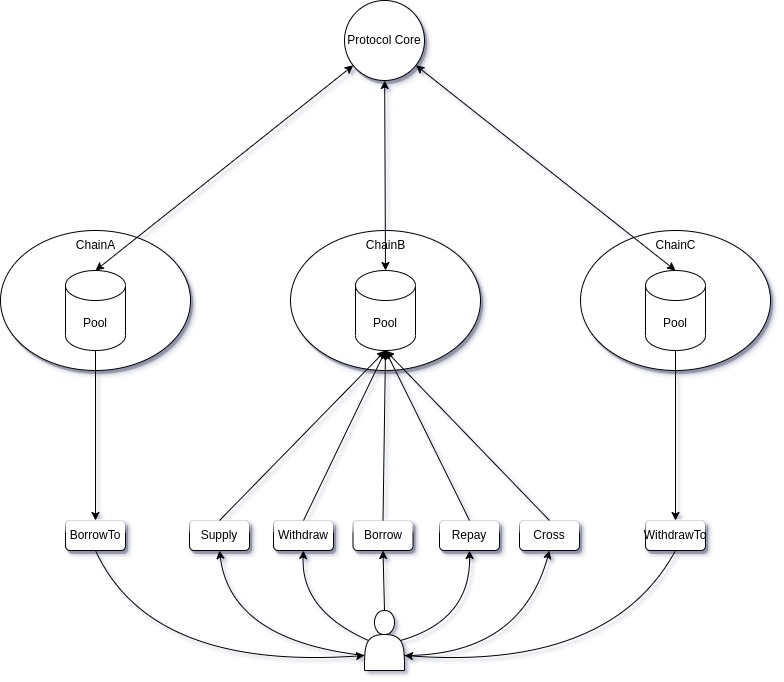 Protocol Core
ChainA
ChainB
ChainC
Pool
Pool
Pool
BorrowTo
Supply
Withdraw
Borrow
Repay
Cross
WithdrawTo